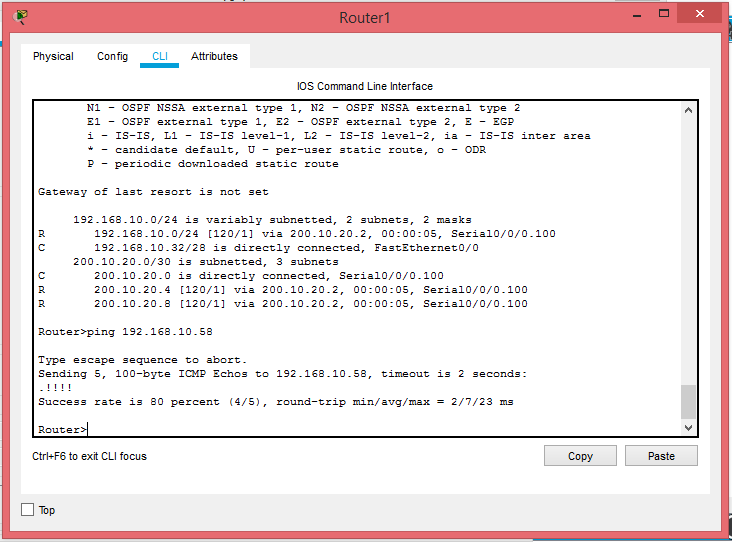 Router1
Physical Config CLI Attributes
IOS Command Line Interface
N1 - OSPF NSSA external type 1, N2 - OSPF NSSA external type 2
E1 - OSPF external type 1, E2 - OSPF external type 2, E - EGP
i - IS-IS, L1 - IS-IS level-1, L2 - IS-IS level-2, ia - IS-IS inter area
* - candidate default, U - per-user static route, o - ODR
P - periodic downloaded static route
Gateway of last resort is not set
192.168.10.0/24 is variably subnetted, 2 subnets, 2 masks
R 192.168.10.0/24 [120/1] via 200.10.20.2, 00:00:05, Serial0/0/0.100
C 192.168.10.32/28 is directly connected, FastEthernet0/0
200.10.20.0/30 is subnetted, 3 subnets
C 200.10.20.0 is directly connected, Serial0/0/0.100
R 200.10.20.4 [120/1] via 200.10.20.2, 00:00:05, Serial0/0/0.100
R 200.10.20.8 [120/1] via 200.10.20.2, 00:00:05, Serial0/0/0.100
Router>ping 192.168.10.58
Type escape sequence to abort.
Sending 5, 100-byte ICMP Echos to 192.168.10.58, timeout is 2 seconds:
.!!!!
Success rate is 80 percent (4/5), round-trip min/avg/max = 2/7/23 ms
Router>
Ctrl+F6 to exit CLI focus
Copy Paste
Top